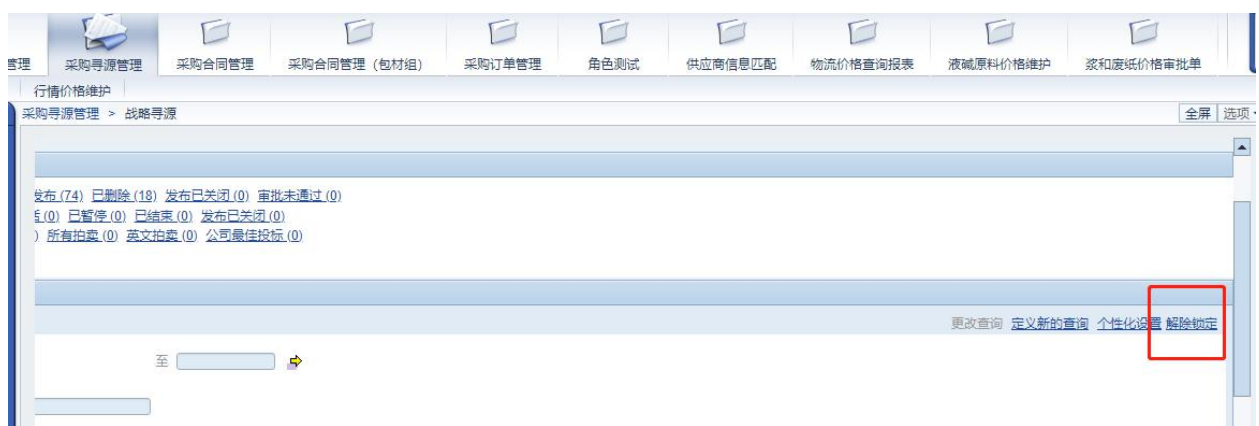 管理 采购寻源管理 采购合同管理 采购合同管理（包材组） 采购订单管理 角色测试 供应商信息匹配 物流价格查询报表 液碱原料价格维护 浆和废纸价格审批单
行情价格维护
采购寻源管理 > 战略寻源 全屏 选项
发布 (74) 已删除 (18) 发布已关闭 (0) 审批未通过 (0)
(0) 已暂停 (0) 已结束 (0) 发布已关闭 (0)
) 所有拍卖 (0) 英文拍卖 (0) 公司最佳投标 (0)
更改查询 定义新的查询 个性化设置 解除锁定
至